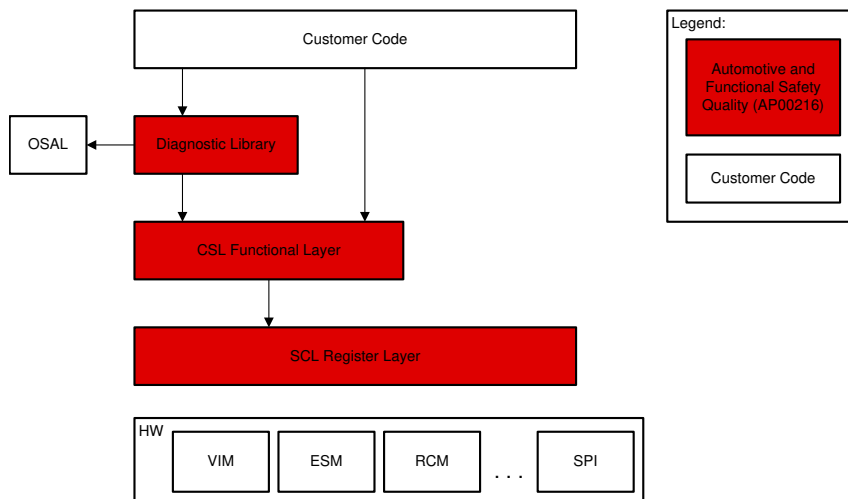 Customer Code
Legend:
Automotive and
Functional Safety
Quality (AP00216)
OSAL
Diagnostic Library
Customer Code
CSL Functional Layer
SCL Register Layer
HW
VIM
ESM
RCM
. . .
SPI